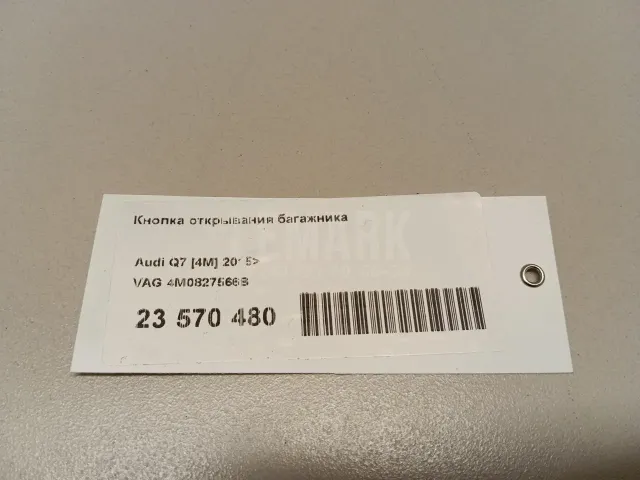 Кнопка открывания багажника
Audi Q7 [4M] 2015>
VAG 4M0827566B
23 570 480